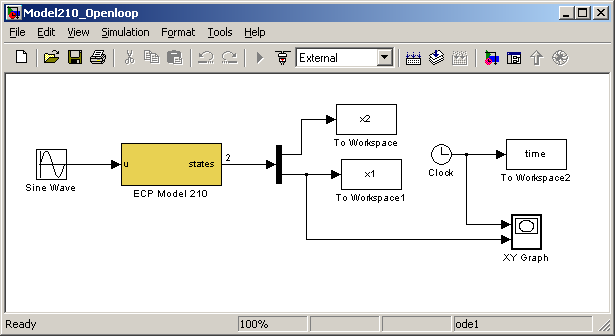 Model210_Openloop
File Edit View Simulation Format Tools Help
External
x2
To Workspace
u states
2
ECP Model 210
Sine Wave
x1
To Workspace1
Clock
time
To Workspace2
XY Graph
Ready 100% ode1